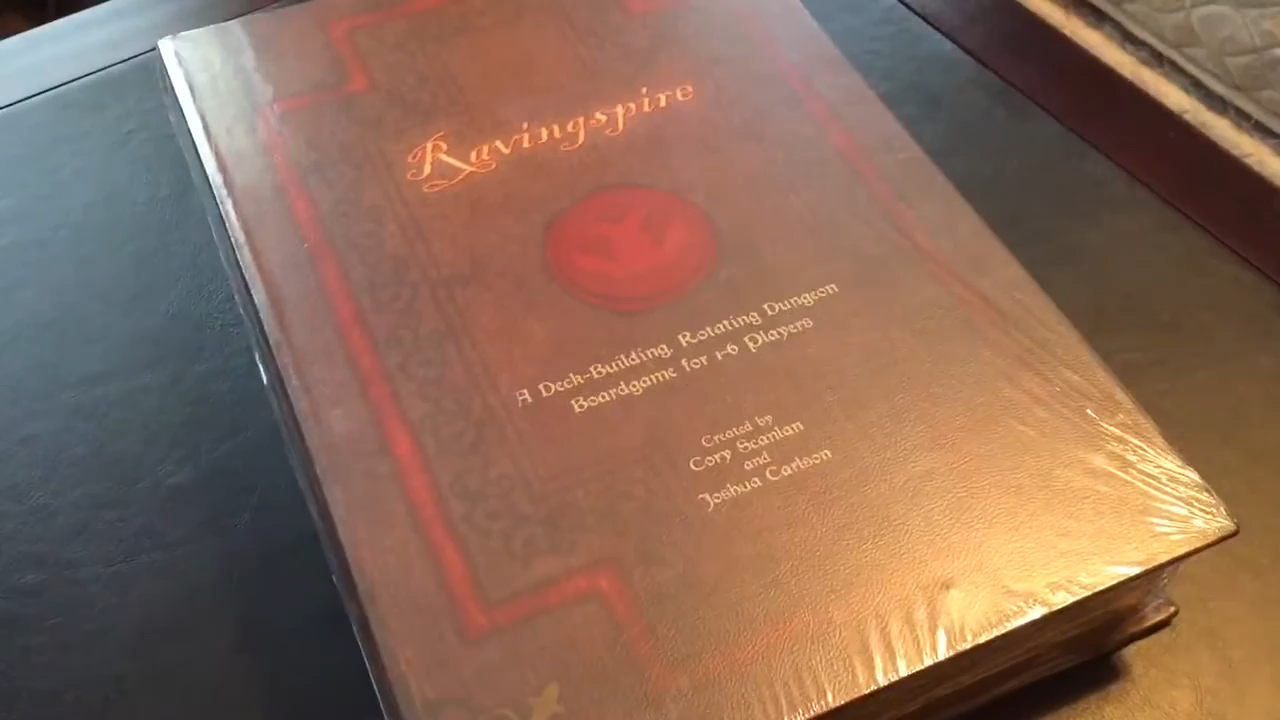 Ravingspire
A Deck-Building, Rotating Dungeon
Boardgame for 1-6 Players
Created by
Cory Scanlan
and
Joshua Carlson